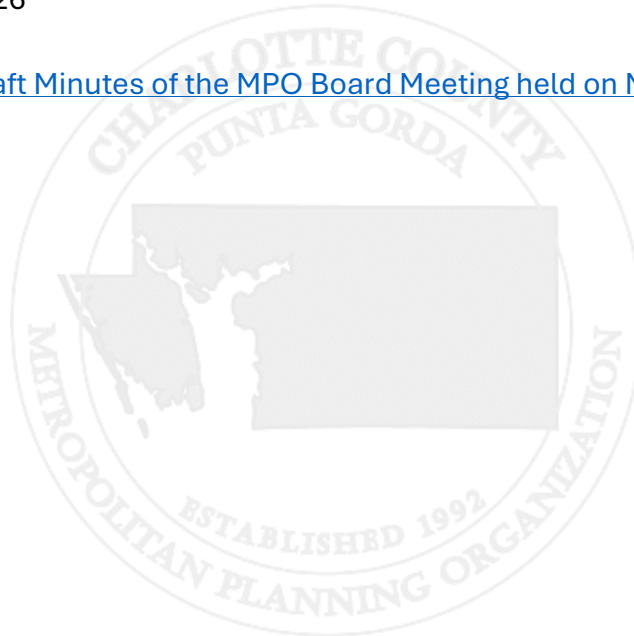 26
aft Minutes of the MPO Board Meeting held on M
CHARLOTTE COUNTY
PUNTA GORDA
ESTABLISHED 1992
METROPOLITAN PLANNING ORGANIZATION